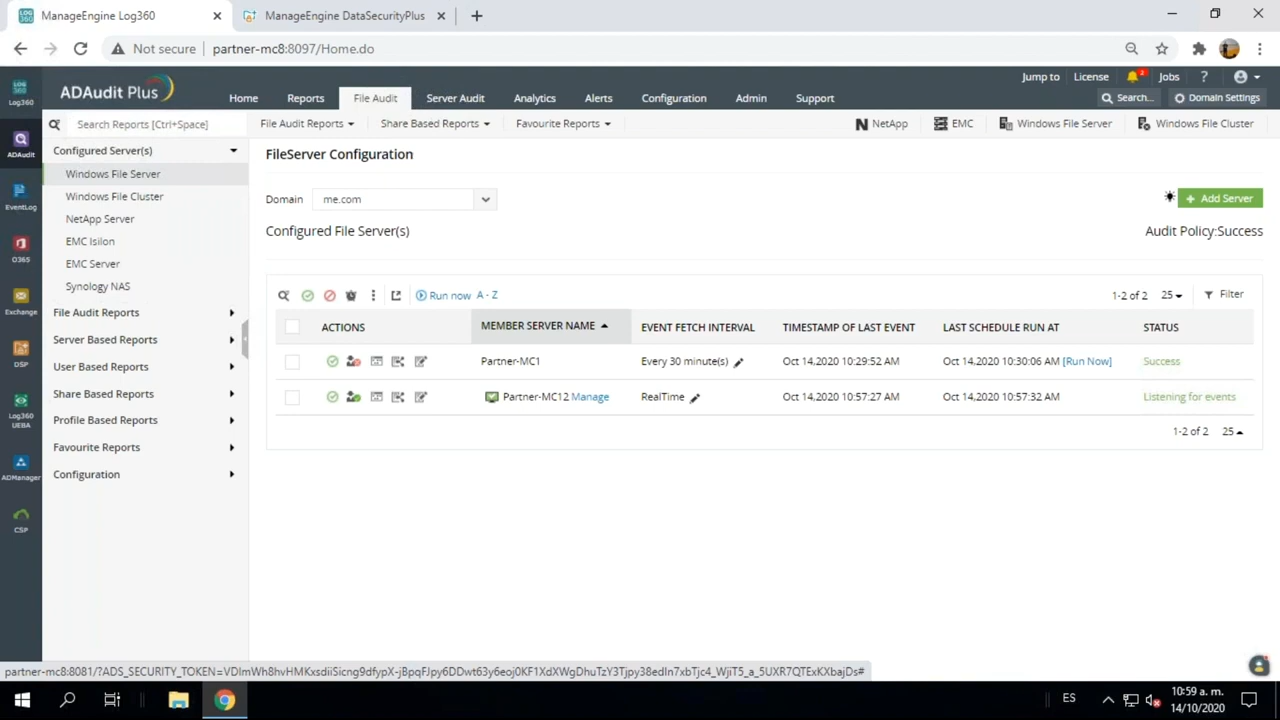 ManageEngine Log360
ManageEngine DataSecurityPlus
Not secure | partner-mc8:8097/Home.do
LOG 360
Log360
ADAudit Plus
Jump to License 2 Jobs ?
Home Reports File Audit Server Audit Analytics Alerts Configuration Admin Support
Search... Domain Settings
ADAudit
Search Reports [Ctrl+Space]
File Audit Reports Share Based Reports Favourite Reports
NetApp EMC Windows File Server Windows File Cluster
Configured Server(s)
Windows File Server
Windows File Cluster
NetApp Server
EMC Isilon
EMC Server
Synology NAS
File Audit Reports
Server Based Reports
User Based Reports
Share Based Reports
Profile Based Reports
Favourite Reports
Configuration
EventLog
O365
Exchange
DSP
Log360
UEBA
ADManager
CSP
FileServer Configuration
Domain me.com
+ Add Server
Configured File Server(s)
Audit Policy:Success
Run now A - Z
1-2 of 2 25 Filter
ACTIONS MEMBER SERVER NAME EVENT FETCH INTERVAL TIMESTAMP OF LAST EVENT LAST SCHEDULE RUN AT STATUS
Partner-MC1 Every 30 minute(s) Oct 14,2020 10:29:52 AM Oct 14,2020 10:30:06 AM [Run Now] Success
Partner-MC12 Manage RealTime Oct 14,2020 10:57:27 AM Oct 14,2020 10:57:32 AM Listening for events
1-2 of 2 25
ES
10:59 a. m.
14/10/2020